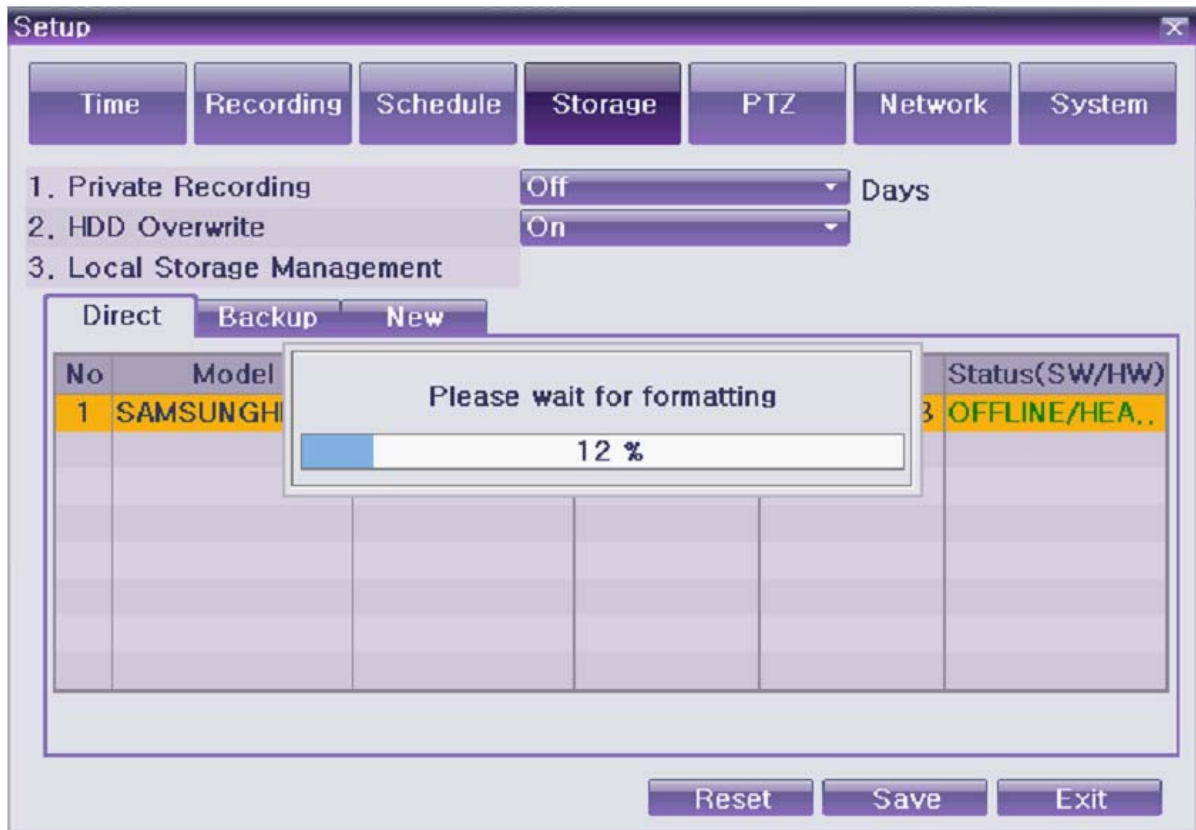 Setup
Time Recording Schedule Storage PTZ Network System
1. Private Recording Off Days
2. HDD Overwrite On
3. Local Storage Management
Direct Backup New
No Model Status(SW/HW)
Please wait for formatting
1 SAMSUNGH B OFFLINE/HEA..
12 %
Reset Save Exit